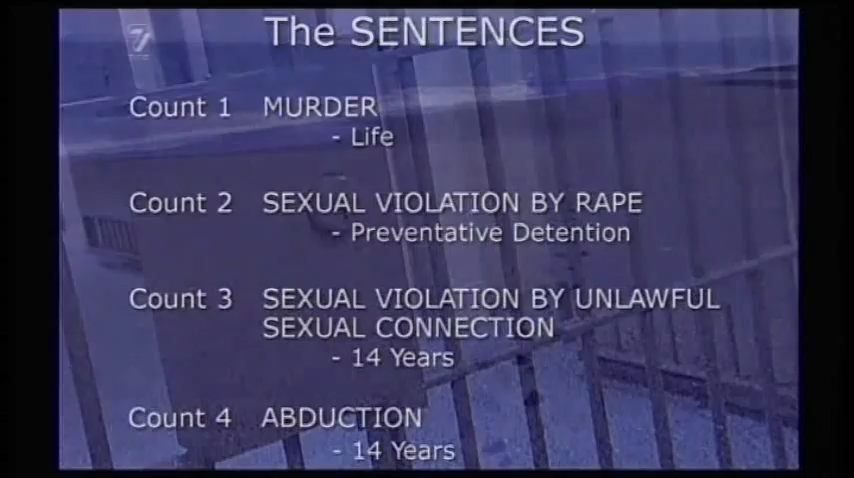 The SENTENCES
Count 1 MURDER
- Life
Count 2 SEXUAL VIOLATION BY RAPE
- Preventative Detention
Count 3 SEXUAL VIOLATION BY UNLAWFUL
SEXUAL CONNECTION
- 14 Years
Count 4 ABDUCTION
- 14 Years